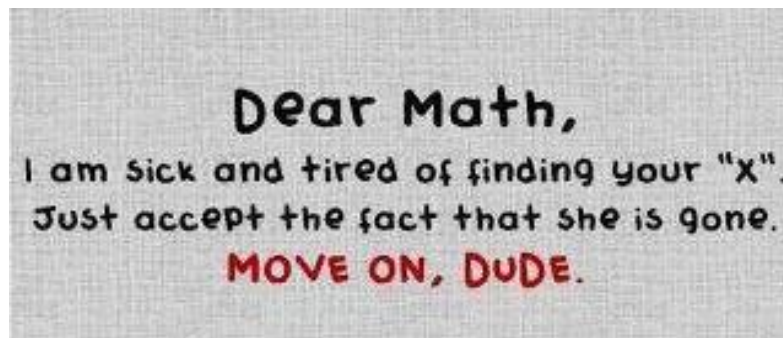 Dear Math,
I am sick and tired of finding your "X".
Just accept the fact that she is gone.
MOVE ON, DUDE.